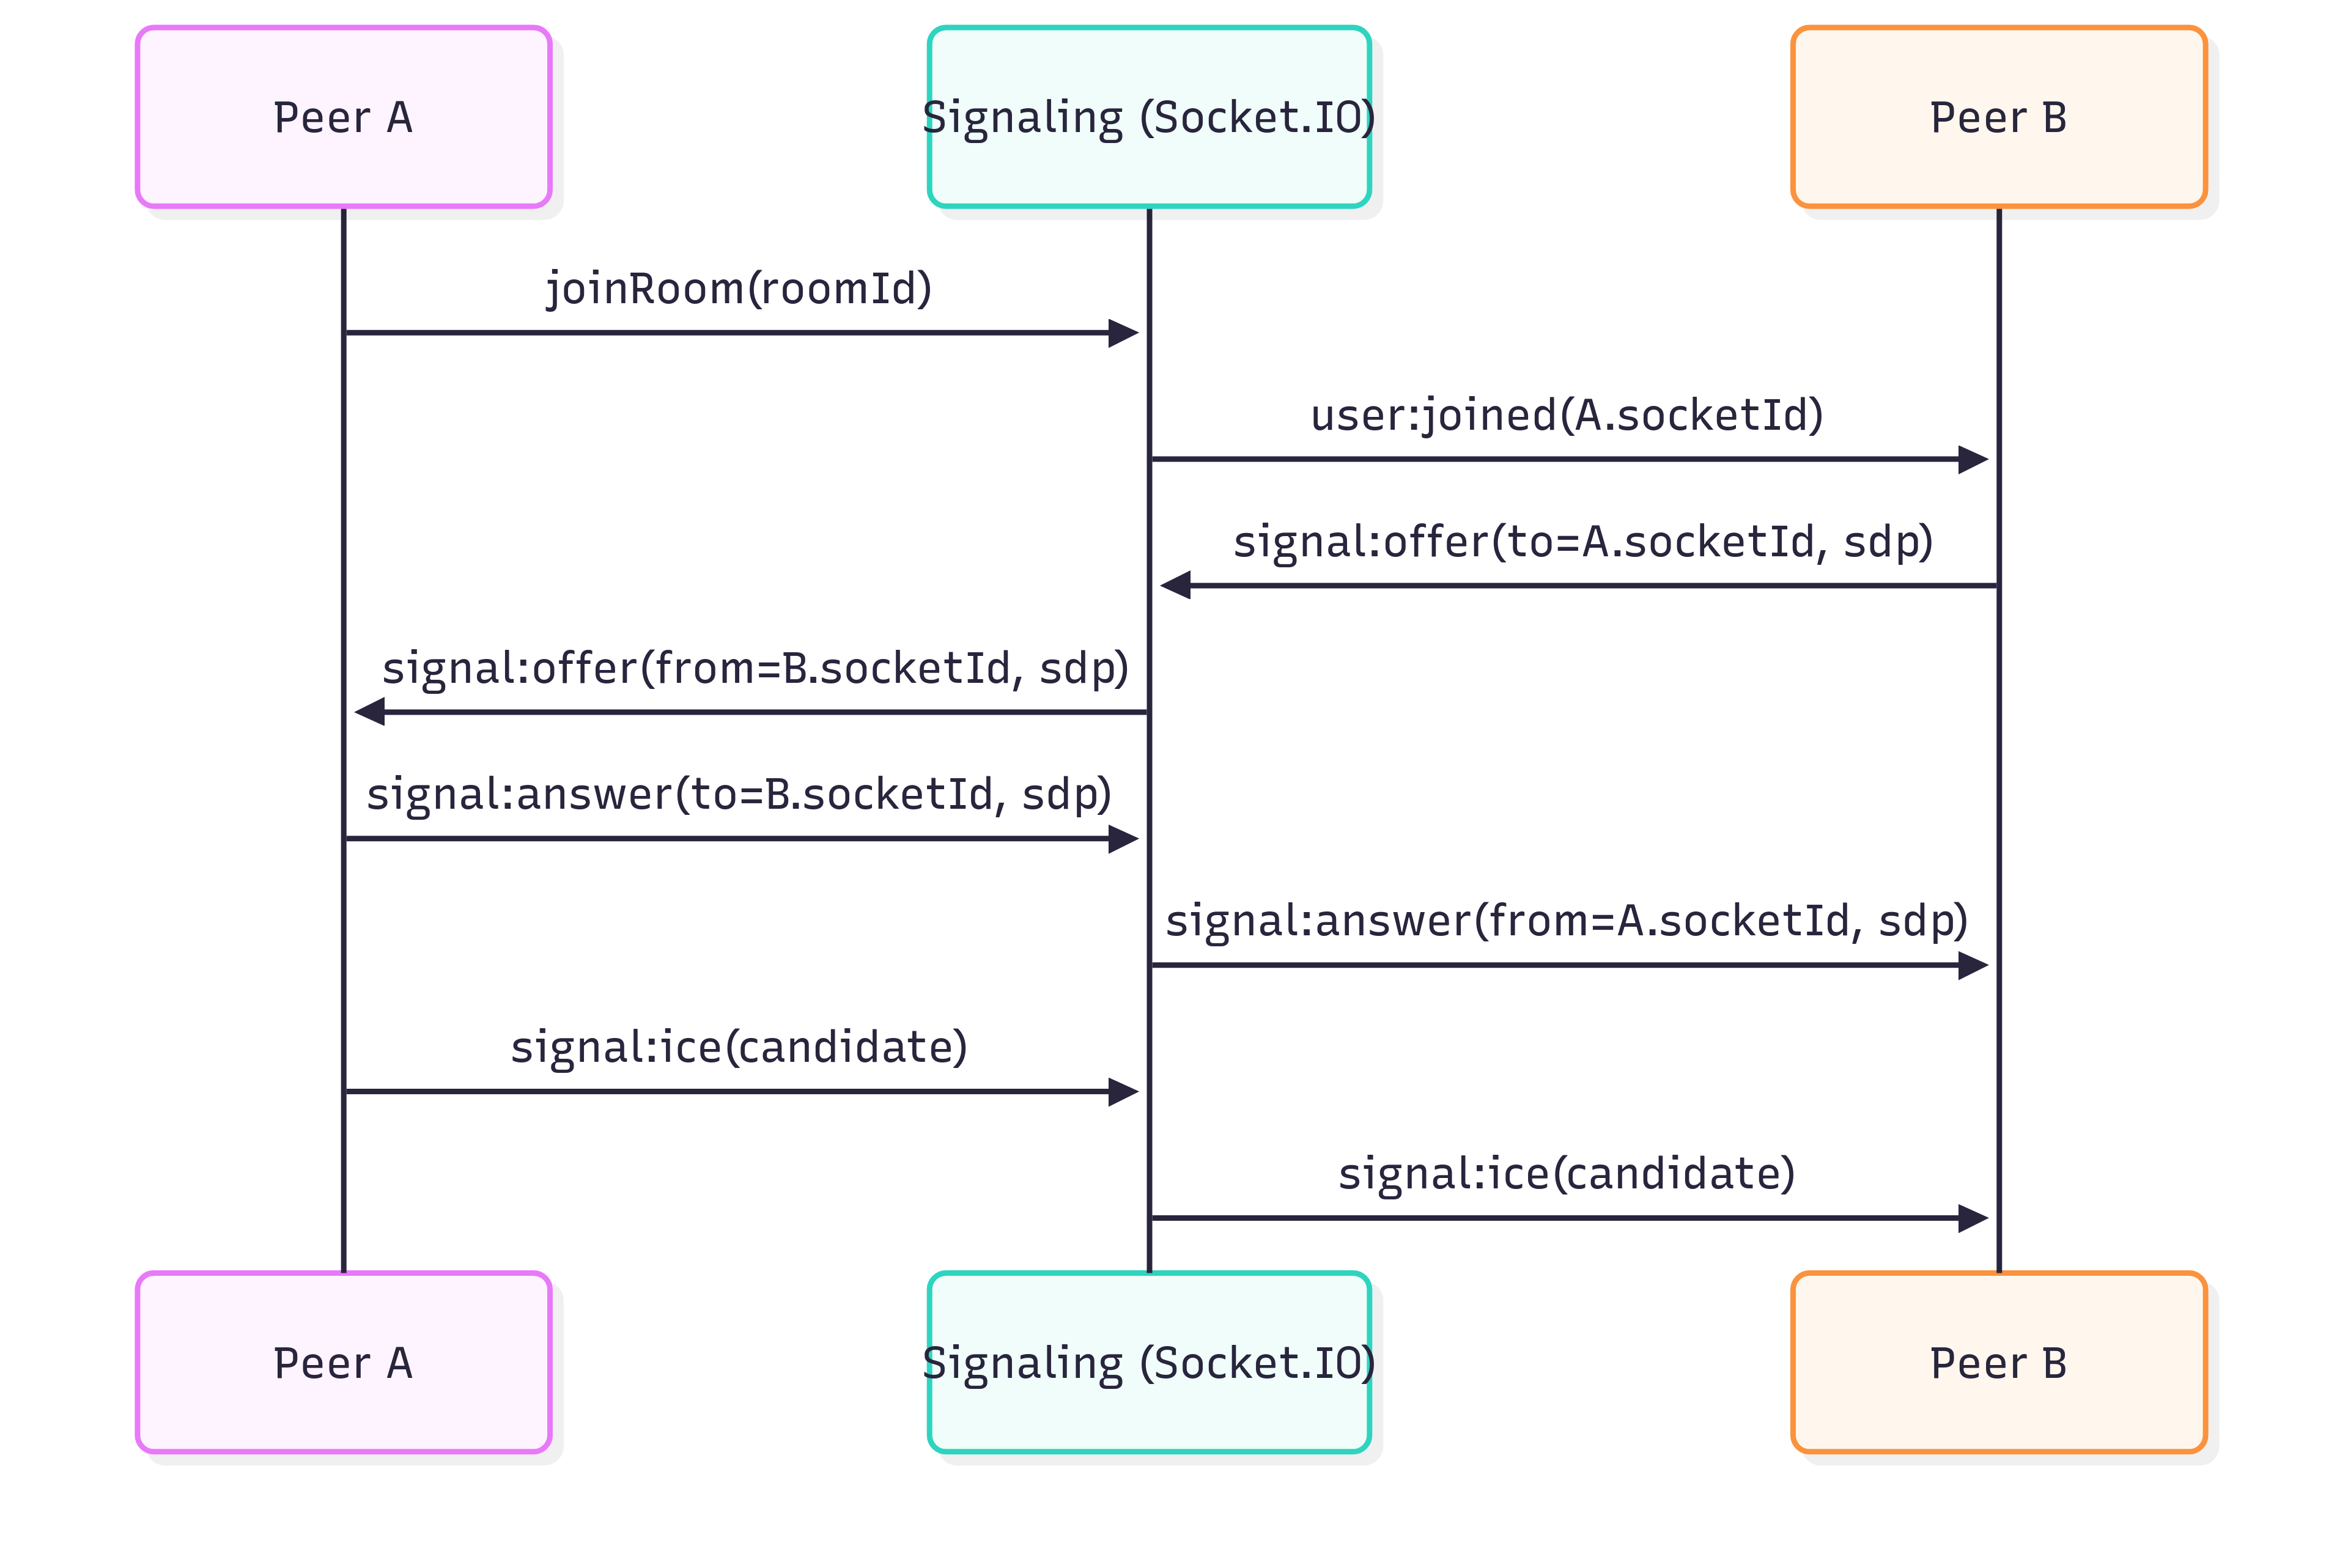 Peer A
Signaling (Socket.IO)
Peer B
joinRoom(roomId)
user:joined(A.socketId)
signal:offer(to=A.socketId, sdp)
signal:offer(from=B.socketId, sdp)
signal:answer(to=B.socketId, sdp)
signal:answer(from=A.socketId, sdp)
signal:ice(candidate)
signal:ice(candidate)
Peer A
Signaling (Socket.IO)
Peer B